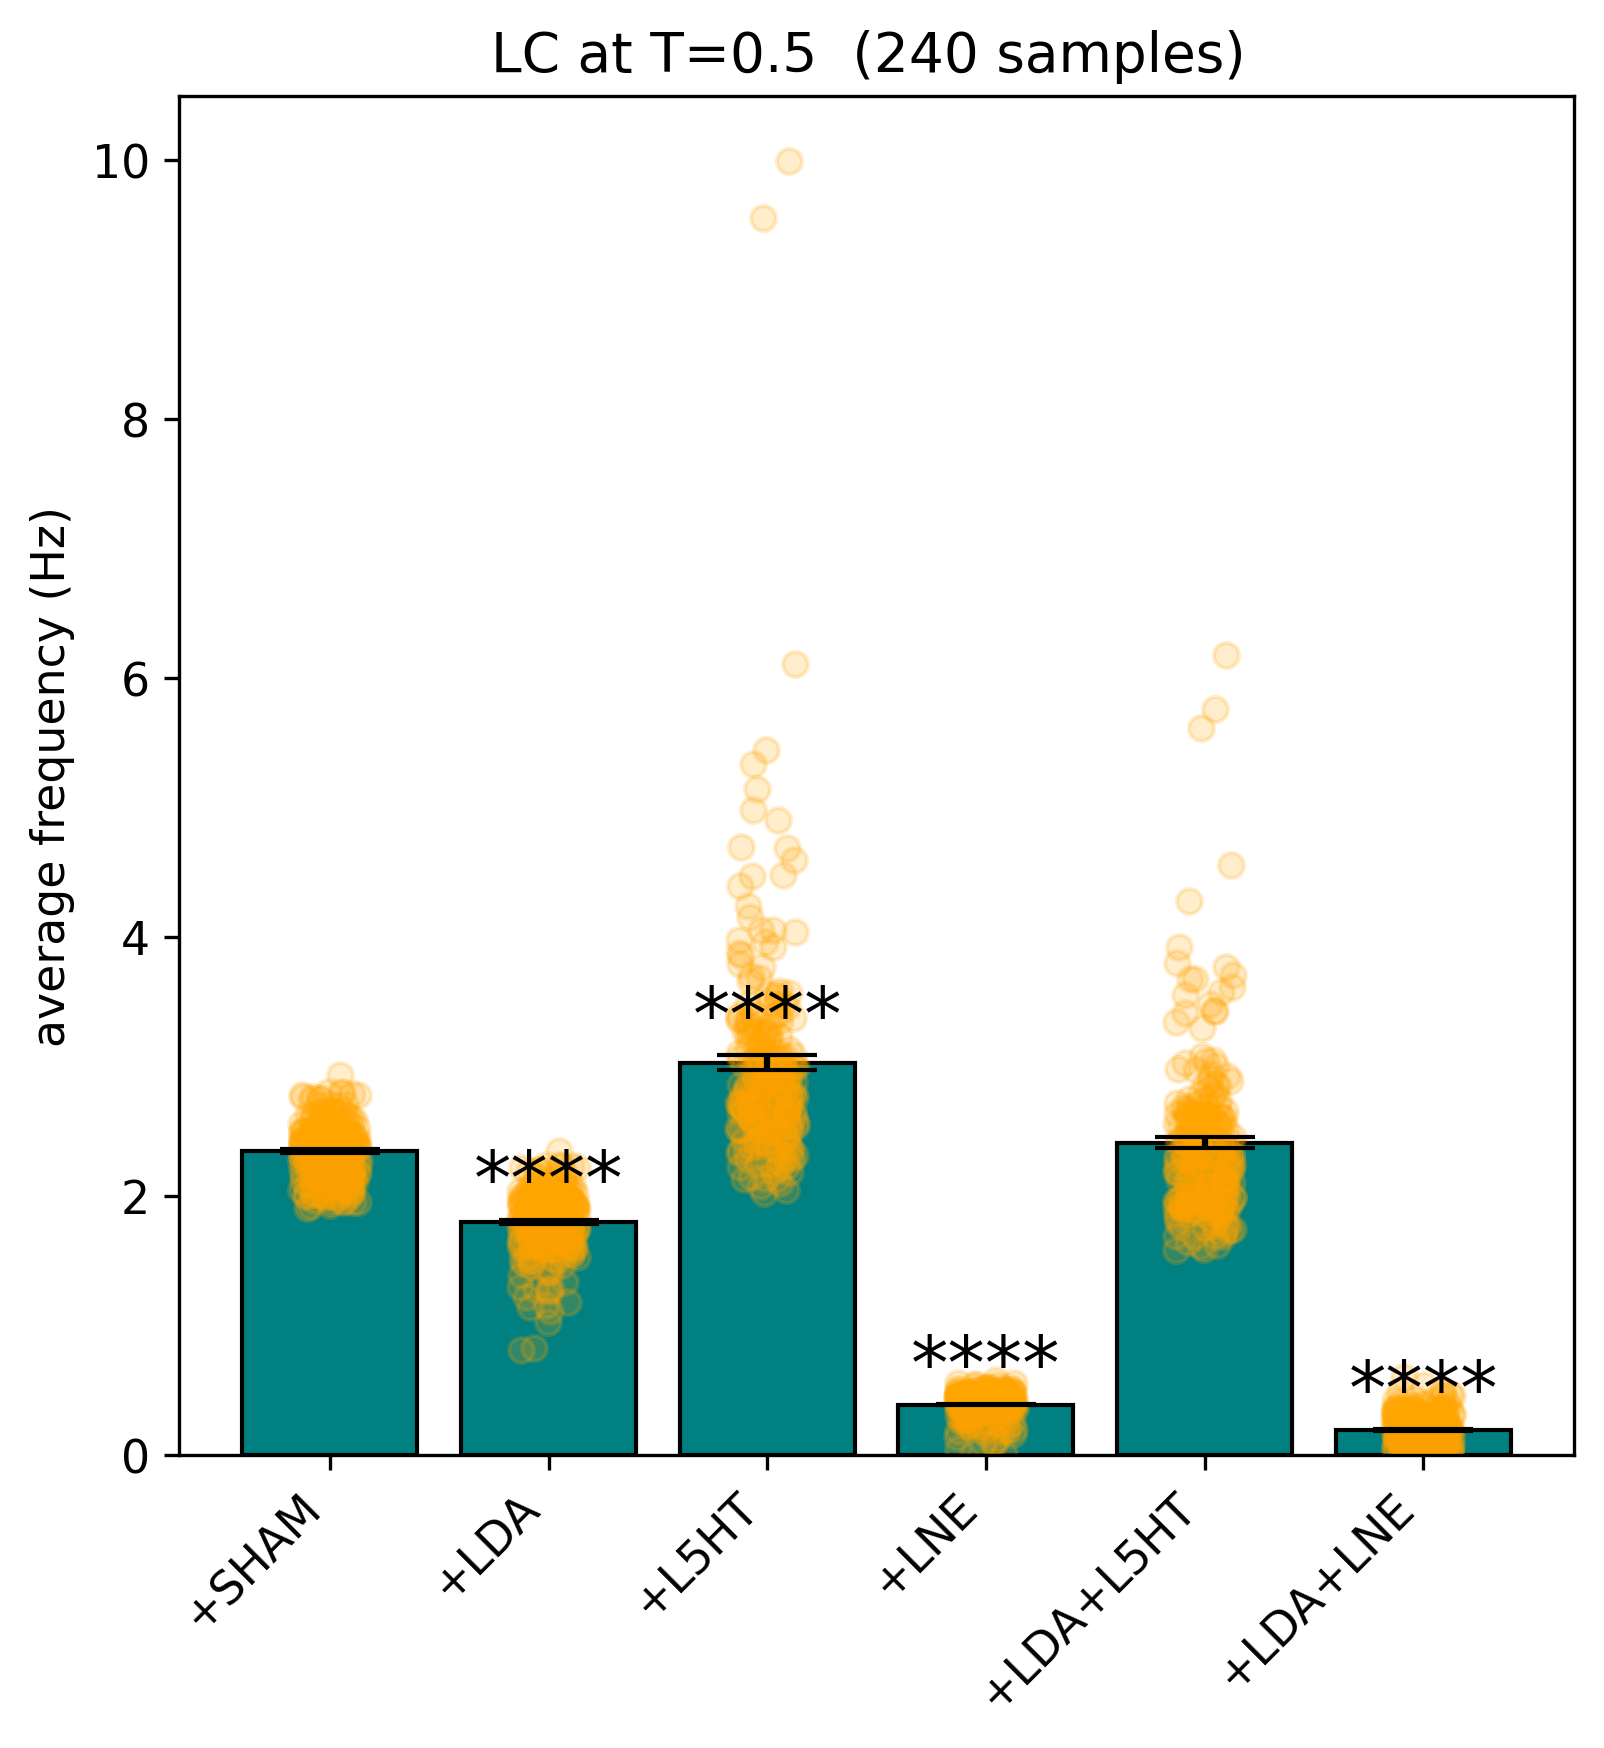 LC at T=0.5  (240 samples)
average frequency (Hz)
10
8
6
4
2
0
****
****
****
****
+SHAM
+LDA
+L5HT
+LNE
+LDA+L5HT
+LDA+LNE